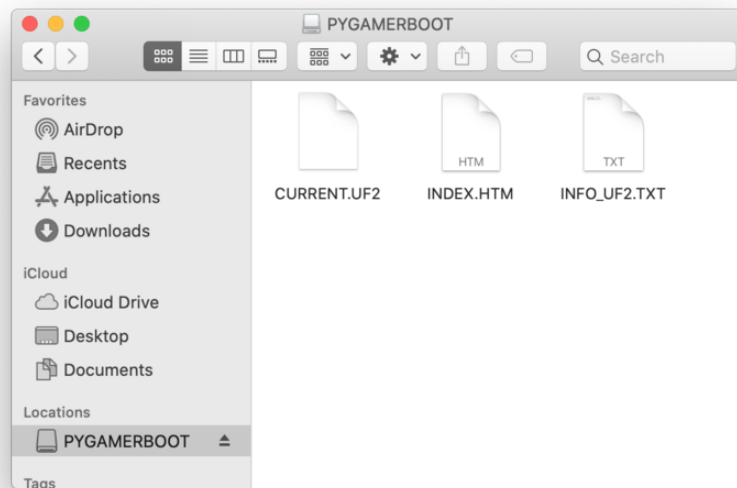 PYGAMERBOOT
Search
Favorites
AirDrop
Recents
Applications
Downloads
iCloud
iCloud Drive
Desktop
Documents
Locations
PYGAMERBOOT
Tags
HTM
TXT
CURRENT.UF2
INDEX.HTM
INFO_UF2.TXT